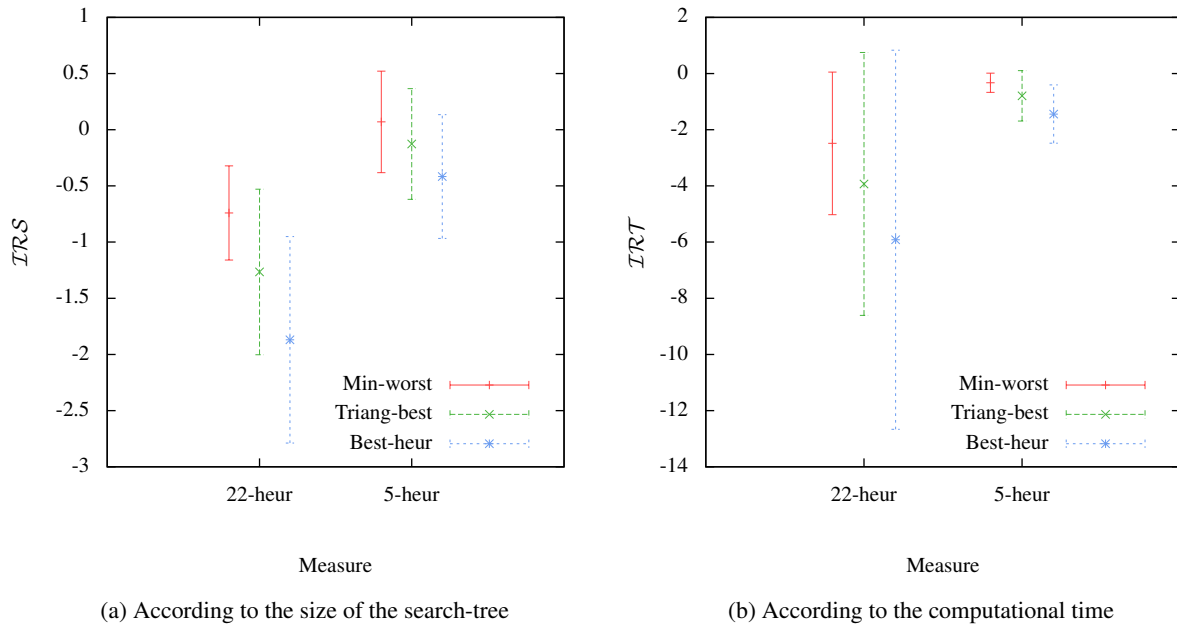 1
0.5
0
-0.5
-1
-1.5
-2
-2.5
-3
IRS
22-heur
5-heur
Min-worst
Triang-best
Best-heur
Measure
(a) According to the size of the search-tree
2
0
-2
-4
-6
-8
-10
-12
-14
IRT
22-heur
5-heur
Min-worst
Triang-best
Best-heur
Measure
(b) According to the computational time